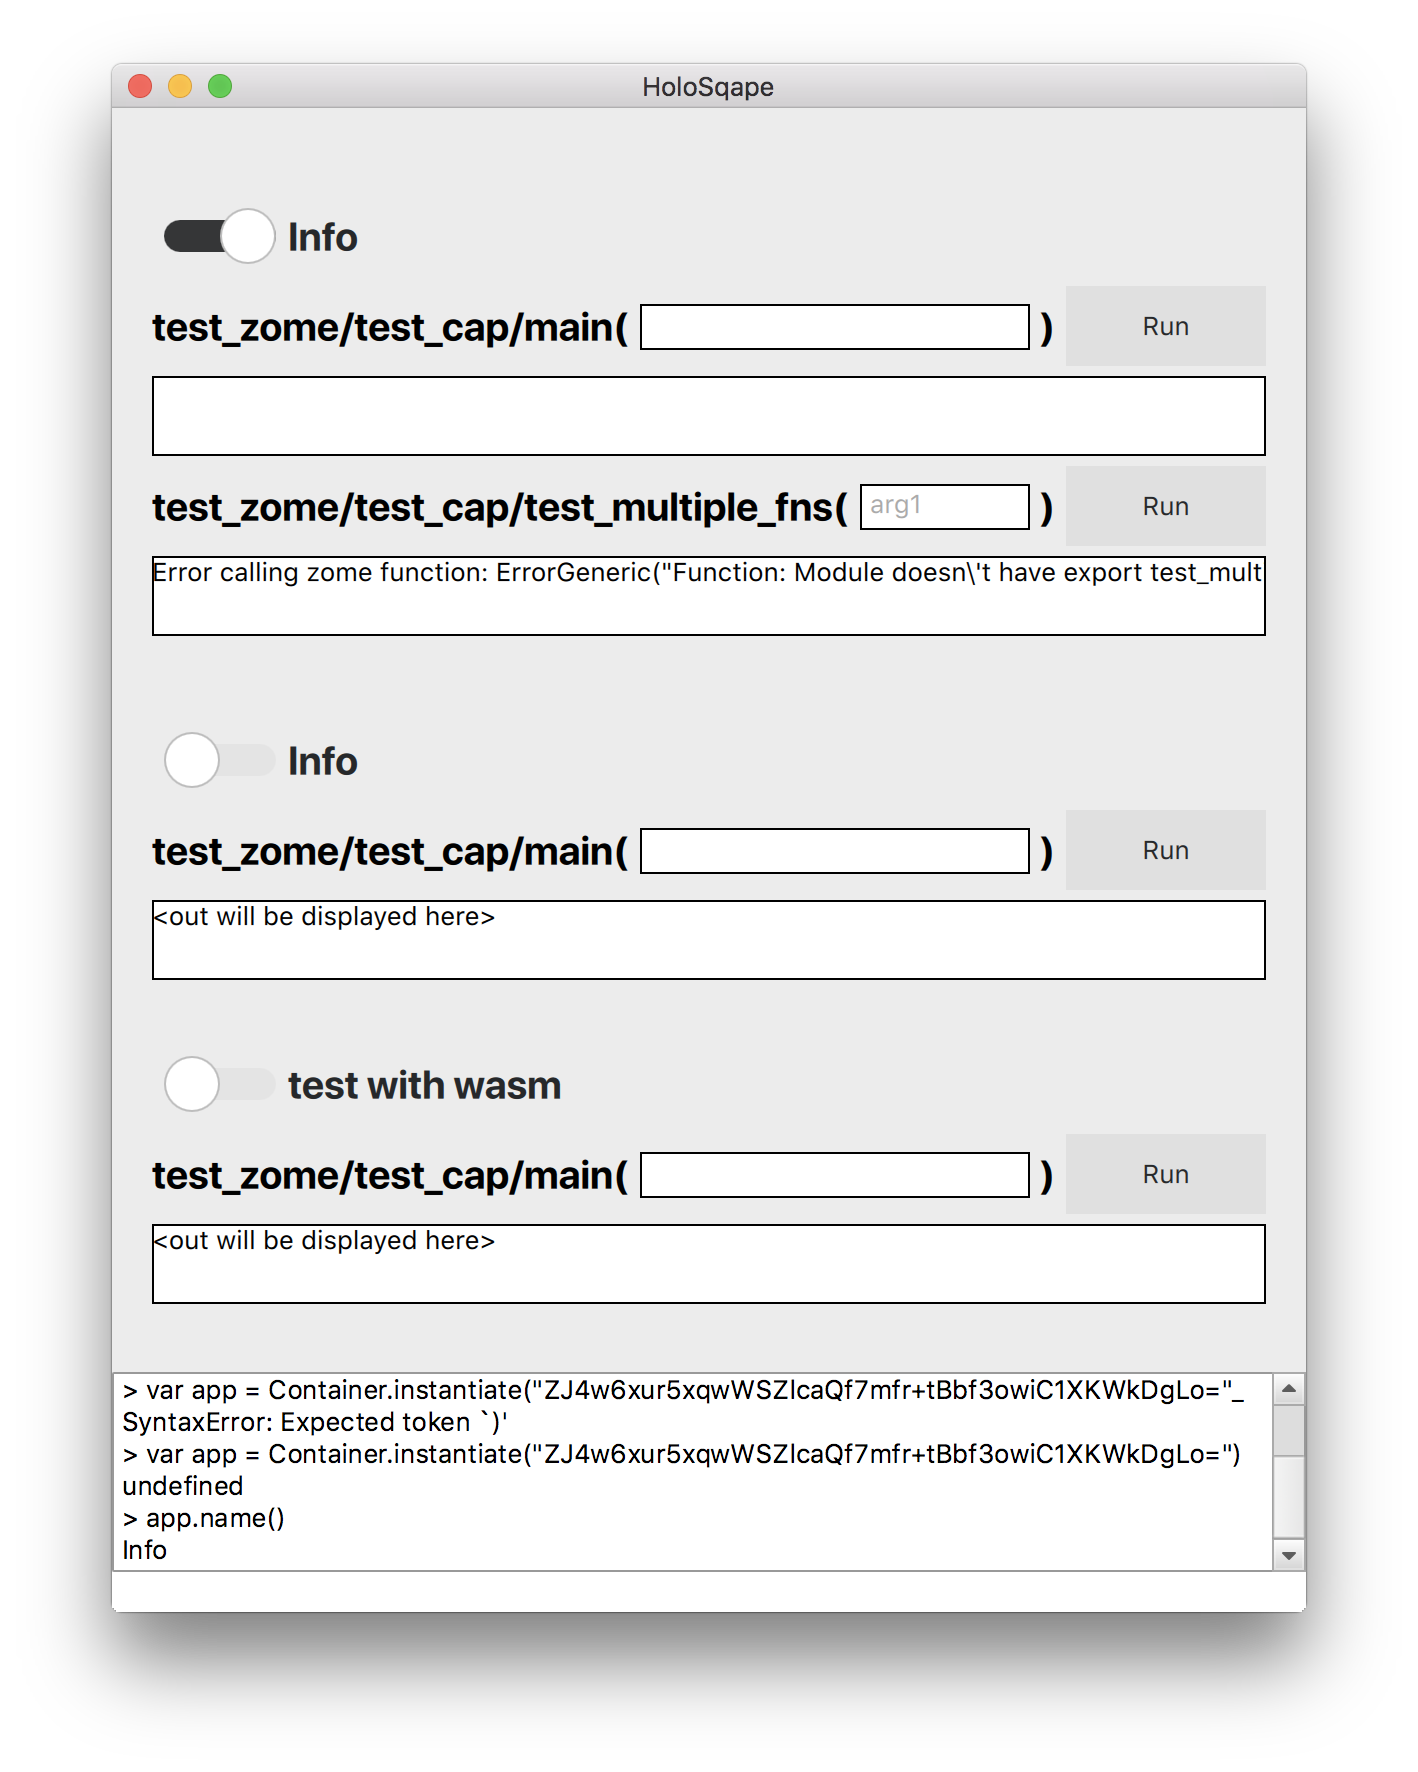 HoloSqape
Info
test_zome/test_cap/main( ) Run
test_zome/test_cap/test_multiple_fns( arg1 ) Run
Error calling zome function: ErrorGeneric("Function: Module doesn\'t have export test_mult
Info
test_zome/test_cap/main( ) Run
<out will be displayed here>
test with wasm
test_zome/test_cap/main( ) Run
<out will be displayed here>
> var app = Container.instantiate("ZJ4w6xur5xqwWSZlcaQf7mfr+tBbf3owiC1XKWkDgLo="_
SyntaxError: Expected token `)'
> var app = Container.instantiate("ZJ4w6xur5xqwWSZlcaQf7mfr+tBbf3owiC1XKWkDgLo=")
undefined
> app.name()
Info